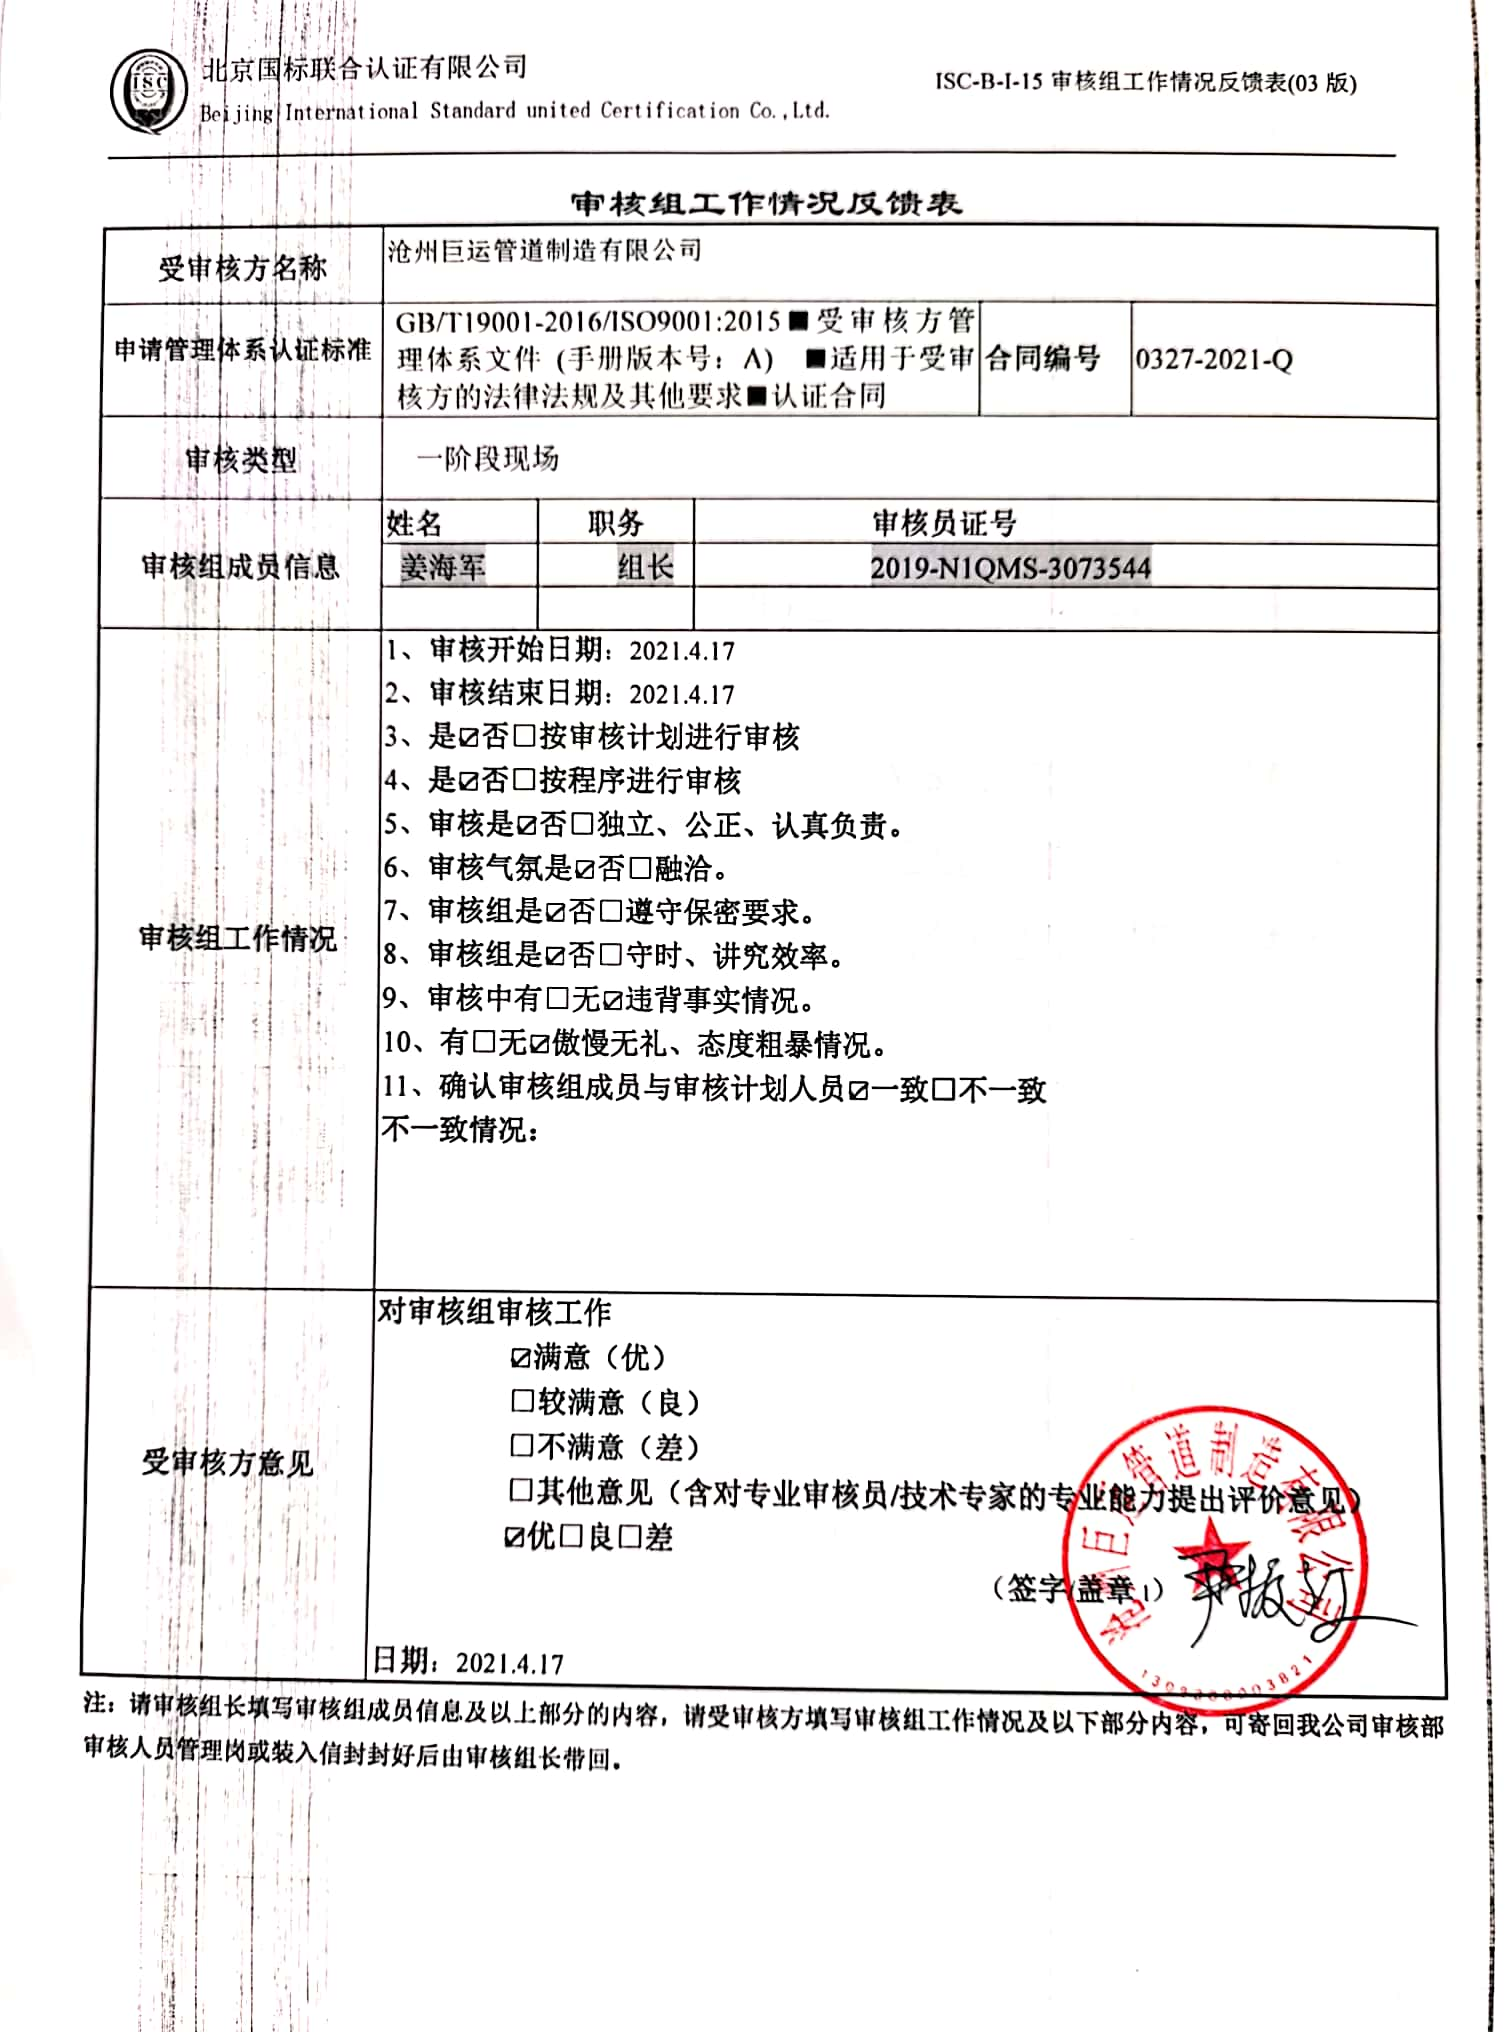 ISC
北京国标联合认证有限公司
Beijing International Standard united Certification Co.,Ltd.
ISC-B-I-15 审核组工作情况反馈表(03 版)
审核组工作情况反馈表
受审核方名称
沧州巨运管道制造有限公司
申请管理体系认证标准
GB/T19001-2016/ISO9001:2015■受审核方管
理体系文件（手册版本号：A） ■适用于受审
核方的法律法规及其他要求■认证合同
合同编号
0327-2021-Q
审核类型
一阶段现场
审核组成员信息
姓名 职务 审核员证号
姜海军 组长 2019-N1QMS-3073544
审核组工作情况
1、审核开始日期：2021.4.17
2、审核结束日期：2021.4.17
3、是☑否□按审核计划进行审核
4、是☑否□按程序进行审核
5、审核是☑否□独立、公正、认真负责。
6、审核气氛是☑否□融洽。
7、审核组是☑否□遵守保密要求。
8、审核组是☑否□守时、讲究效率。
9、审核中有□无☑违背事实情况。
10、有□无☑傲慢无礼、态度粗暴情况。
11、确认审核组成员与审核计划人员☑一致□不一致
不一致情况：
受审核方意见
对审核组审核工作
☑满意（优）
□较满意（良）
□不满意（差）
□其他意见（含对专业审核员/技术专家的专业能力提出评价意见）
☑优□良□差
（签字/盖章）
沧州巨运管道制造有限公司
日期：2021.4.17
注：请审核组长填写审核组成员信息及以上部分的内容，请受审核方填写审核组工作情况及以下部分内容，可寄回我公司审核部
审核人员管理岗或装入信封封好后由审核组长带回。